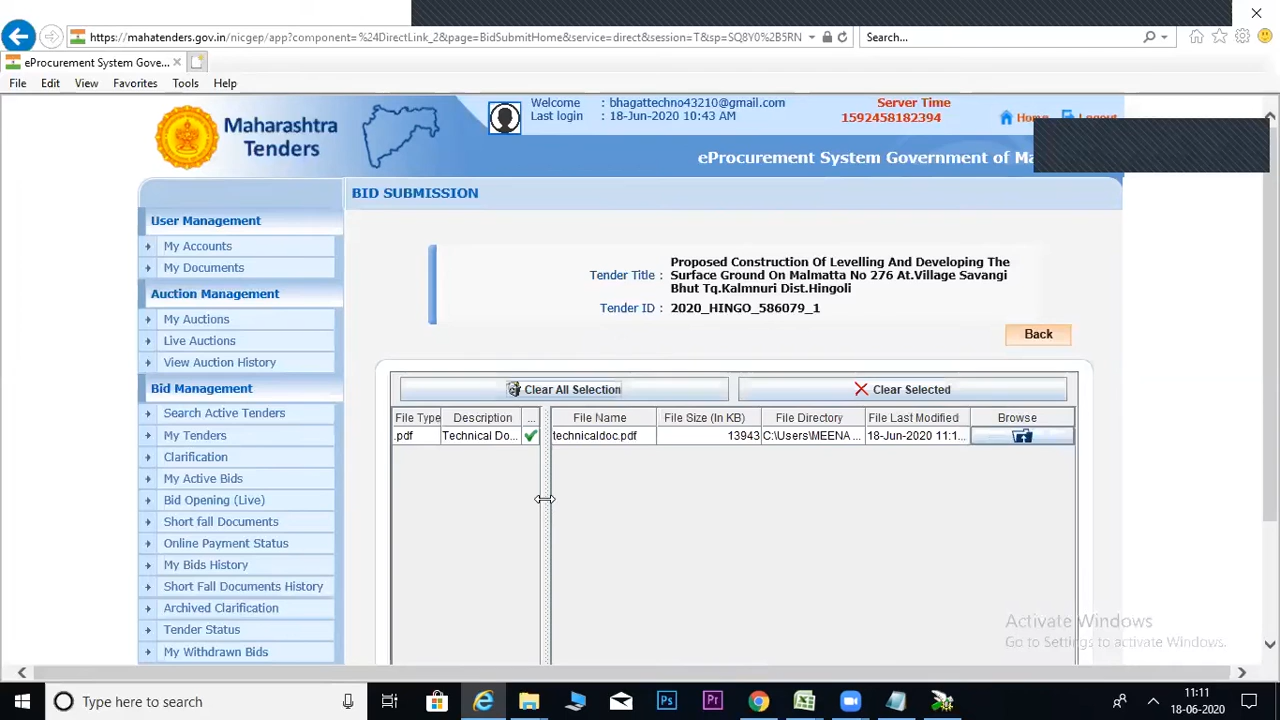 https://mahatenders.gov.in/nicgep/app?component=%24DirectLink_2&page=BidSubmitHome&service=direct&session=T&sp=SQ8Y0%2B5RN
Search...
eProcurement System Gove...
File Edit View Favorites Tools Help
Maharashtra
Tenders
Welcome : bhagattechno43210@gmail.com
Last login : 18-Jun-2020 10:43 AM
Server Time
1592458182394
Home
Logout
eProcurement System Government of Ma
BID SUBMISSION
User Management
My Accounts
My Documents
Auction Management
My Auctions
Live Auctions
View Auction History
Bid Management
Search Active Tenders
My Tenders
Clarification
My Active Bids
Bid Opening (Live)
Short fall Documents
Online Payment Status
My Bids History
Short Fall Documents History
Archived Clarification
Tender Status
My Withdrawn Bids
Tender Title : Proposed Construction Of Levelling And Developing The
Surface Ground On Malmatta No 276 At.Village Savangi
Bhut Tq.Kalmnuri Dist.Hingoli
Tender ID : 2020_HINGO_586079_1
Back
Clear All Selection
Clear Selected
File Type Description ... File Name File Size (In KB) File Directory File Last Modified Browse
.pdf Technical Do... technicaldoc.pdf 13943 C:\Users\MEENA ... 18-Jun-2020 11:1...
Activate Windows
Go to Settings to activate Windows.
Type here to search
Ps
Pr
11:11
18-06-2020